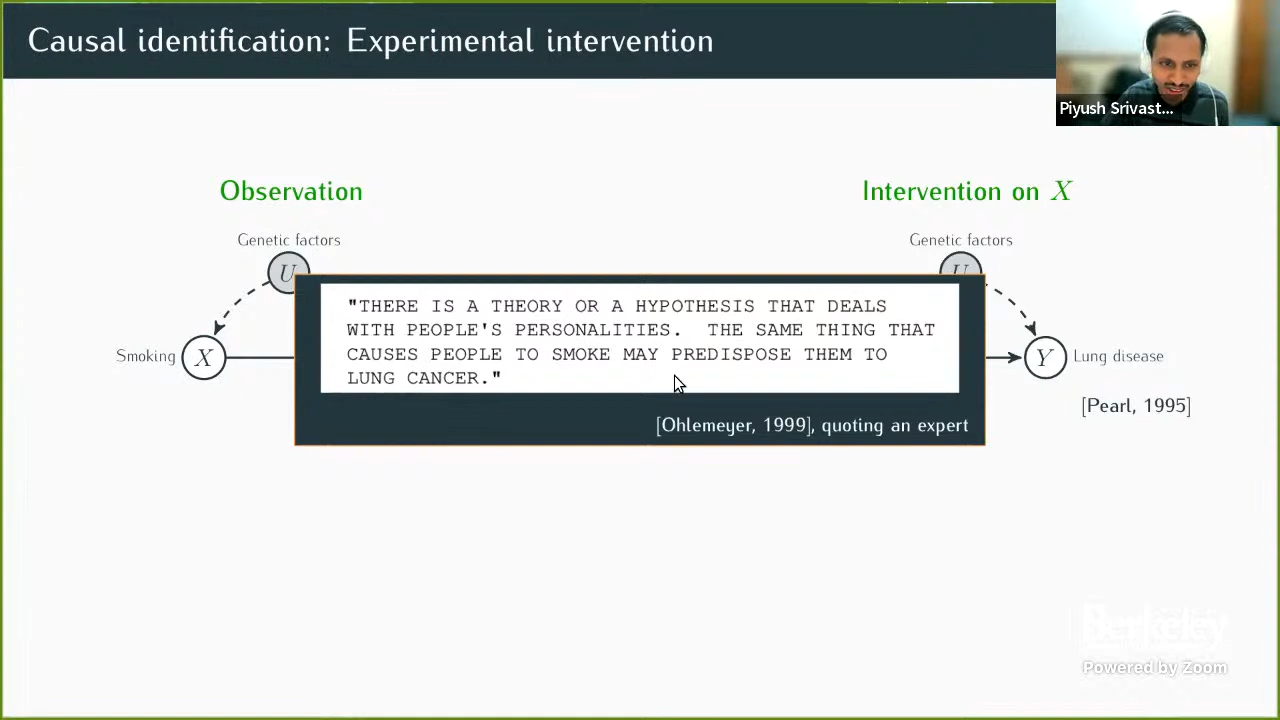 Causal identification: Experimental intervention
Piyush Srivast...
Observation
Intervention on X
Genetic factors
Genetic factors
U
U
"THERE IS A THEORY OR A HYPOTHESIS THAT DEALS
WITH PEOPLE'S PERSONALITIES. THE SAME THING THAT
CAUSES PEOPLE TO SMOKE MAY PREDISPOSE THEM TO
LUNG CANCER."
Smoking
X
Y
Lung disease
[Pearl, 1995]
[Ohlemeyer, 1999], quoting an expert
Berkeley
Powered by Zoom